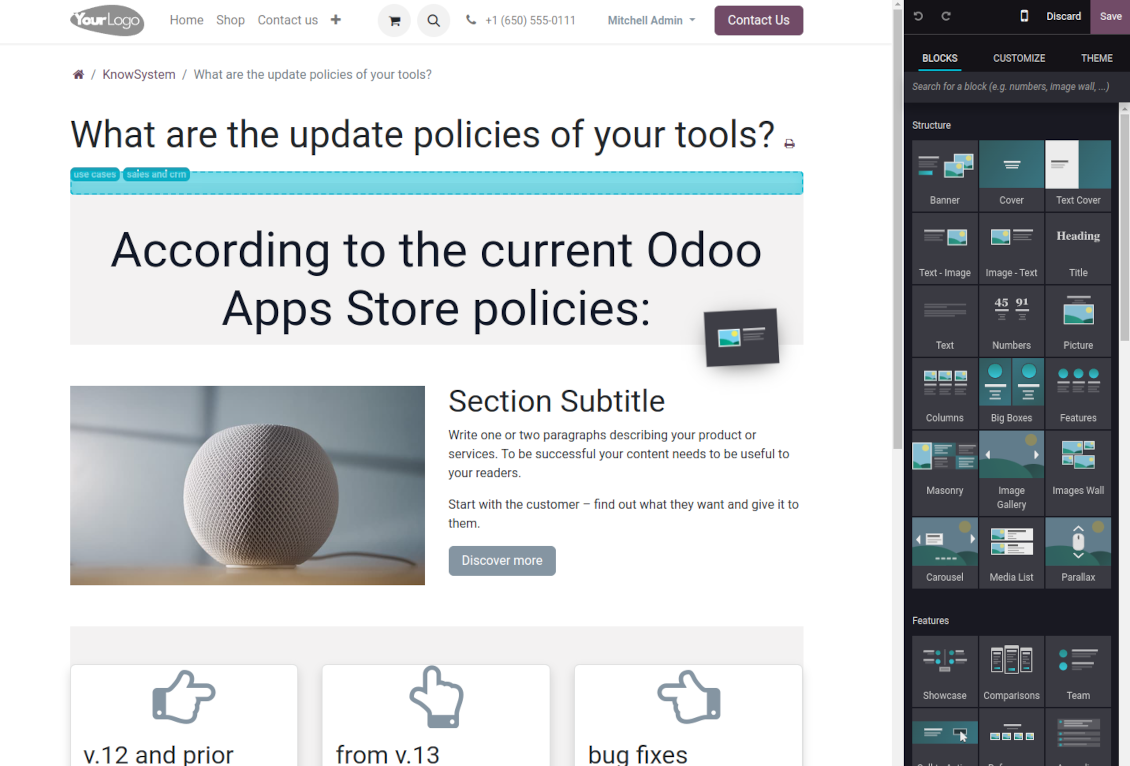 YourLogo
Home Shop Contact us
+1 (650) 555-0111
Mitchell Admin
Contact Us
Discard
Save
/ KnowSystem / What are the update policies of your tools?
What are the update policies of your tools?
use cases sales and crm
According to the current Odoo
Apps Store policies:
Section Subtitle
Write one or two paragraphs describing your product or
services. To be successful your content needs to be useful to
your readers.
Start with the customer – find out what they want and give it to
them.
Discover more
v.12 and prior
from v.13
bug fixes
BLOCKS CUSTOMIZE THEME
Search for a block (e.g. numbers, image wall, ...)
Structure
Banner
Cover
Text Cover
Text - Image
Image - Text
Heading
Title
Text
45 91
Numbers
Picture
Columns
Big Boxes
Features
Masonry
Image
Gallery
Images Wall
Carousel
Media List
Parallax
Features
Showcase
Comparisons
Team